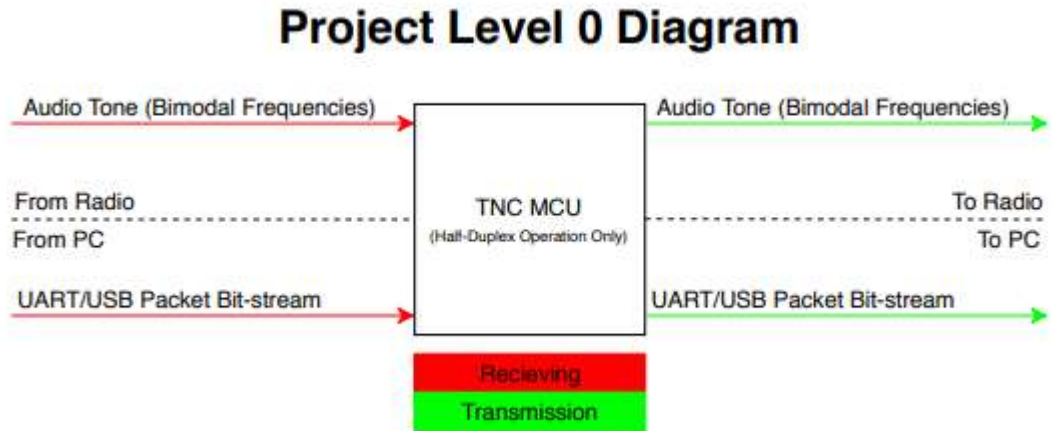 Project Level 0 Diagram
Audio Tone (Bimodal Frequencies)
Audio Tone (Bimodal Frequencies)
From Radio
From PC
TNC MCU
(Half-Duplex Operation Only)
To Radio
To PC
UART/USB Packet Bit-stream
UART/USB Packet Bit-stream
Recieving
Transmission